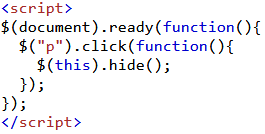 <script>
$(document).ready(function(){
  $("p").click(function(){
    $(this).hide();
  });
});
</script>